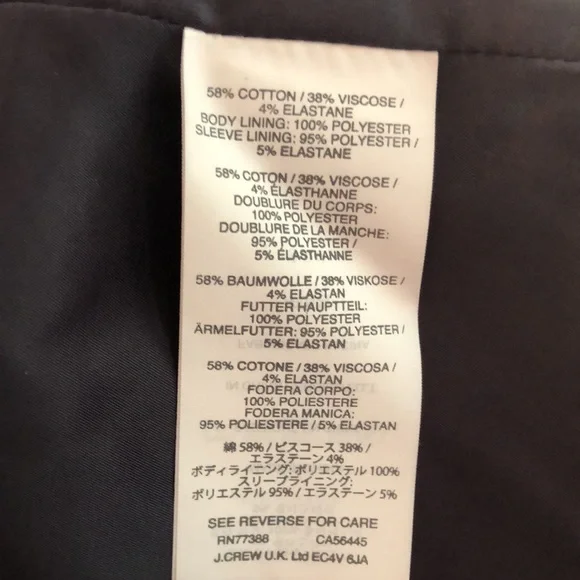 58% COTTON / 38% VISCOSE /
4% ELASTANE
BODY LINING: 100% POLYESTER
SLEEVE LINING: 95% POLYESTER /
5% ELASTANE
58% COTON / 38% VISCOSE /
4% ÉLASTHANNE
DOUBLURE DU CORPS:
100% POLYESTER
DOUBLURE DE LA MANCHE:
95% POLYESTER /
5% ÉLASTHANNE
58% BAUMWOLLE / 38% VISKOSE /
4% ELASTAN
FUTTER HAUPTTEIL:
100% POLYESTER
ÄRMELFUTTER: 95% POLYESTER /
5% ELASTAN
58% COTONE / 38% VISCOSA /
4% ELASTAN
FODERA CORPO:
100% POLIESTERE
FODERA MANICA:
95% POLIESTERE / 5% ELASTAN
綿 58% / ビスコース 38% /
エラステーン 4%
ボディライニング: ポリエステル 100%
スリーブライニング:
ポリエステル 95% / エラステーン 5%
SEE REVERSE FOR CARE
RN77388 CA56445
J.CREW U.K. Ltd EC4V 6JA